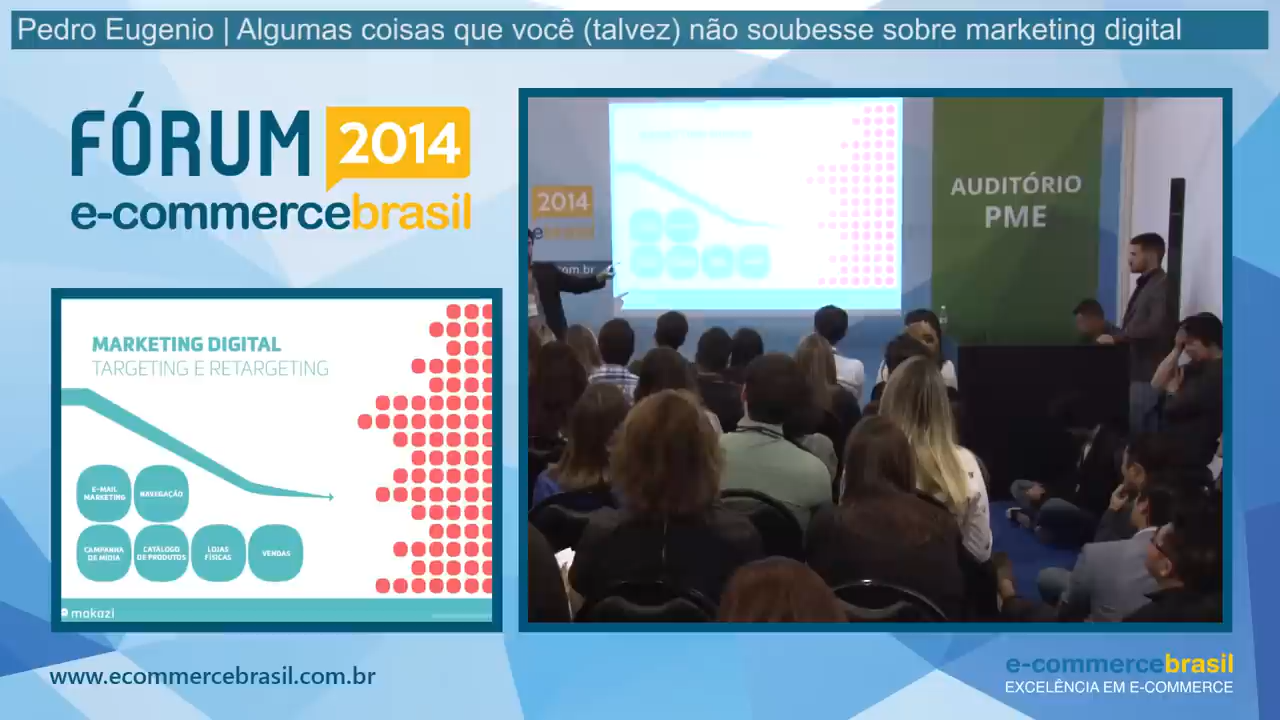 Pedro Eugenio | Algumas coisas que você (talvez) não soubesse sobre marketing digital
FÓRUM 2014
e-commercebrasil
MARKETING DIGITAL
TARGETING E RETARGETING
E-MAIL
MARKETING
NAVEGAÇÃO
CAMPANHA
DE MÍDIA
CATÁLOGO
DE PRODUTOS
LOJAS
FÍSICAS
VENDAS
makazi
2014
com.br
AUDITÓRIO
PME
www.ecommercebrasil.com.br
e-commercebrasil
EXCELÊNCIA EM E-COMMERCE